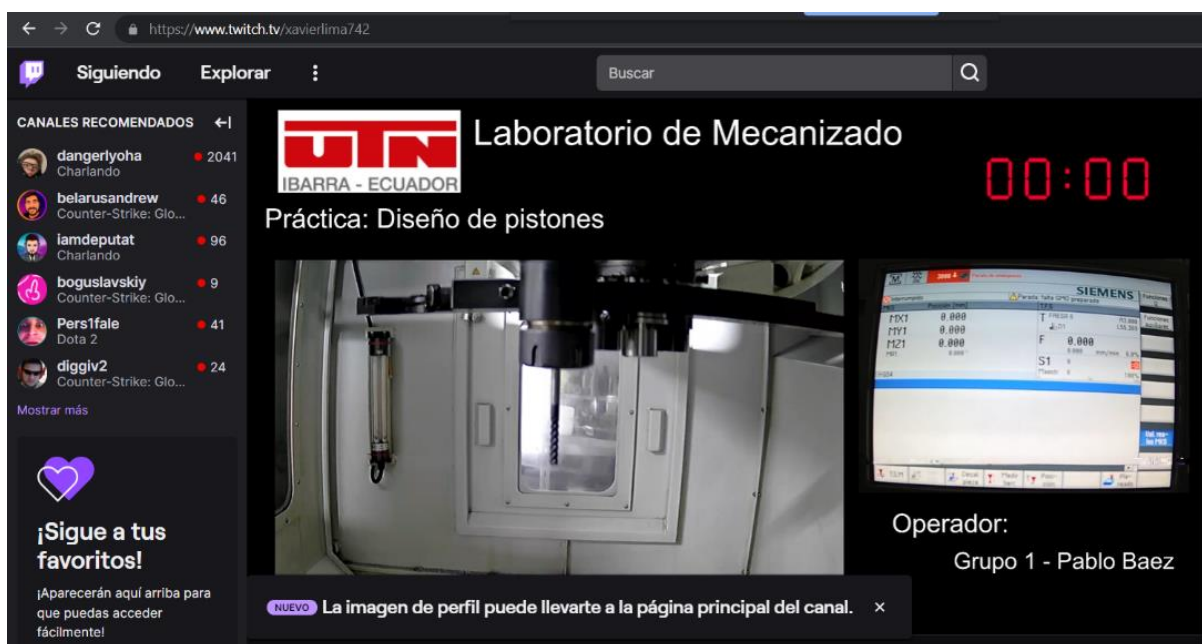 https://www.twitch.tv/xavierlima742
Siguiendo Explorar
Buscar
CANALES RECOMENDADOS
dangerlyoha 2041
Charlando
belarusandrew 46
Counter-Strike: Glo...
iamdeputat 96
Charlando
boguslavskiy 9
Counter-Strike: Glo...
Pers1fale 41
Dota 2
diggiv2 24
Counter-Strike: Glo...
Mostrar más
¡Sigue a tus
favoritos!
¡Aparecerán aquí arriba para
que puedas acceder
fácilmente!
UTN
IBARRA - ECUADOR
Laboratorio de Mecanizado
00:00
Práctica: Diseño de pistones
SIEMENS
Interrumpido
Posición [mm]
MX1 0.000
MY1 0.000
MZ1 0.000
F 0.000
S1
Operador:
Grupo 1 - Pablo Baez
NUEVO La imagen de perfil puede llevarte a la página principal del canal.